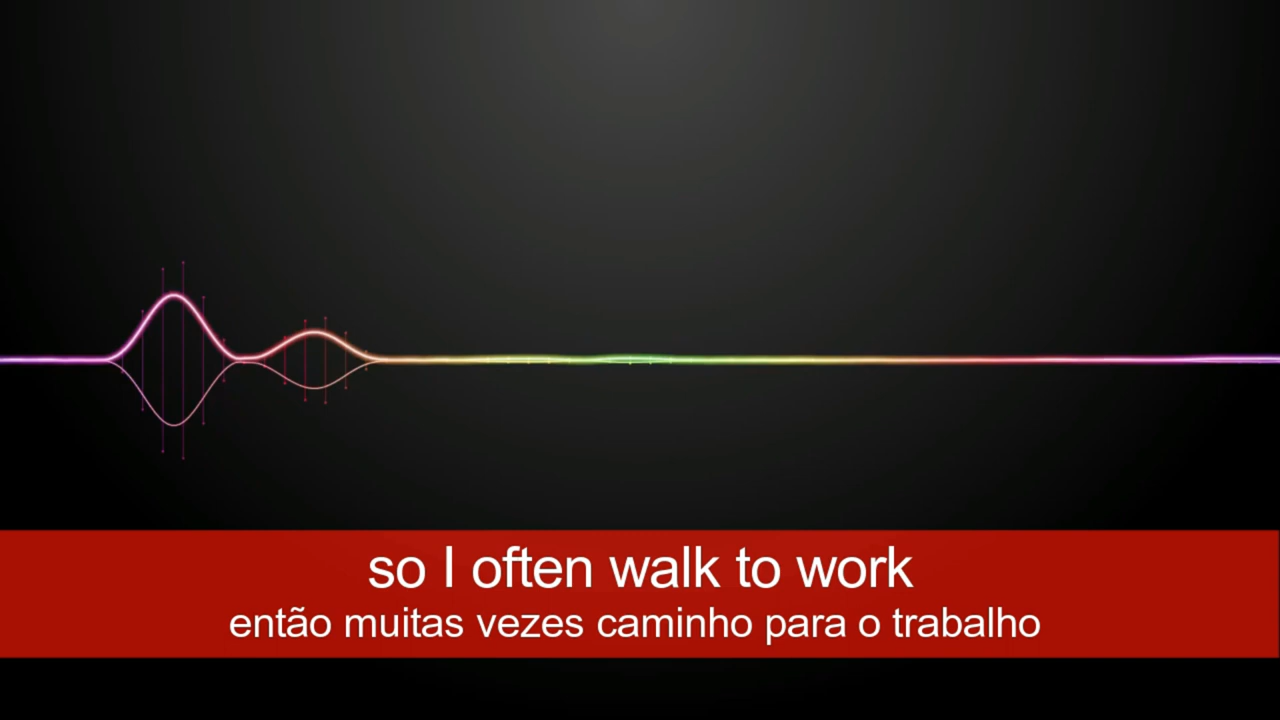 so I often walk to work
então muitas vezes caminho para o trabalho